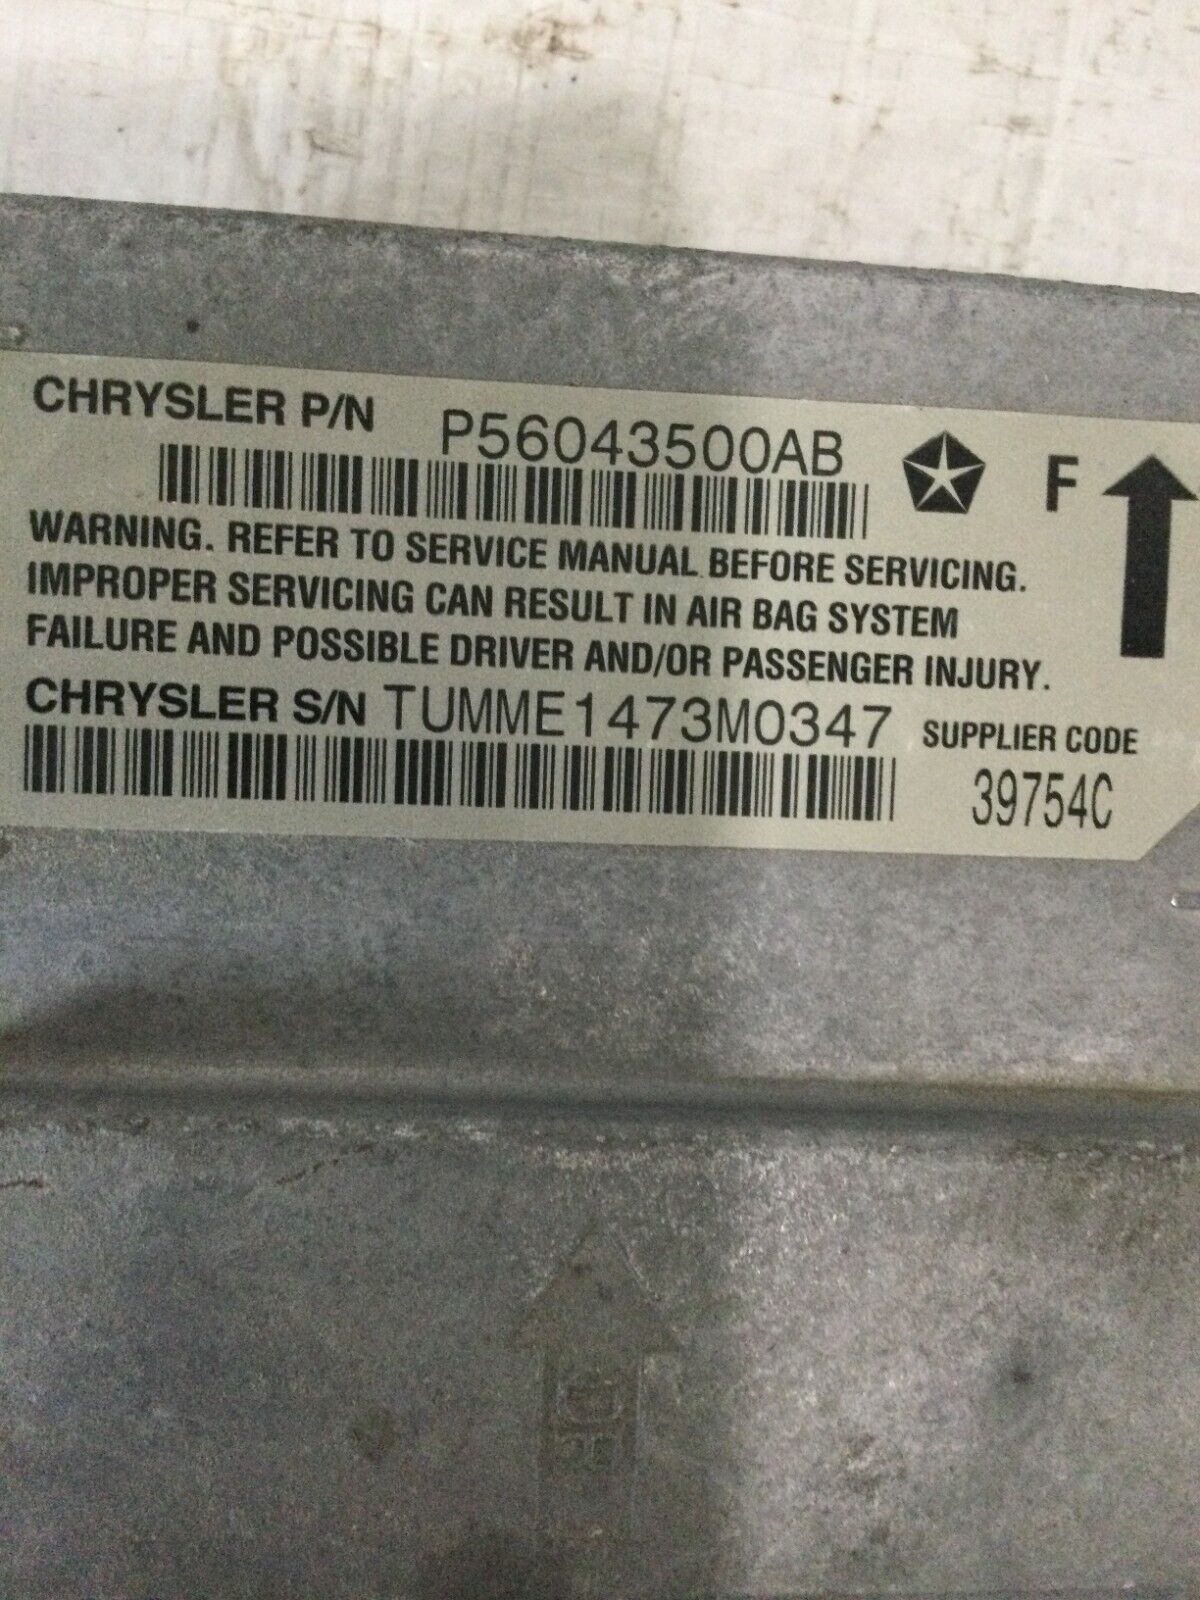 CHRYSLER P/N P56043500AB F
WARNING. REFER TO SERVICE MANUAL BEFORE SERVICING.
IMPROPER SERVICING CAN RESULT IN AIR BAG SYSTEM
FAILURE AND POSSIBLE DRIVER AND/OR PASSENGER INJURY.
CHRYSLER S/N TUMME1473M0347 SUPPLIER CODE
39754C